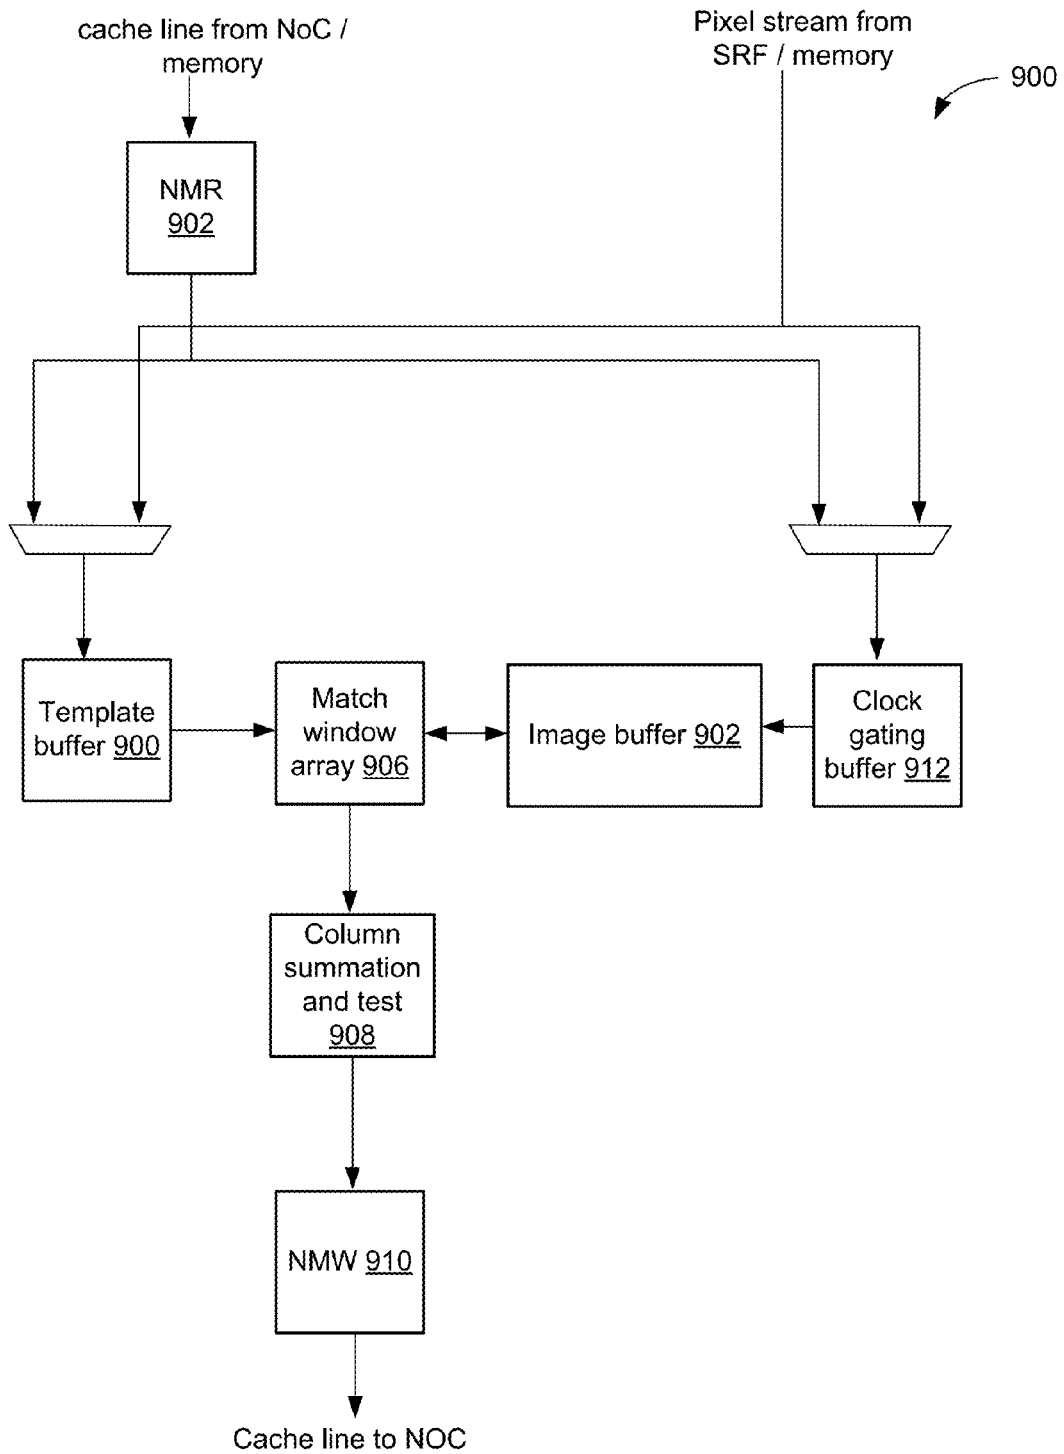 cache line from NoC /
memory
Pixel stream from
SRF / memory
900
NMR
902
Template
buffer 900
Match
window
array 906
Image buffer 902
Clock
gating
buffer 912
Column
summation
and test
908
NMW 910
Cache line to NOC